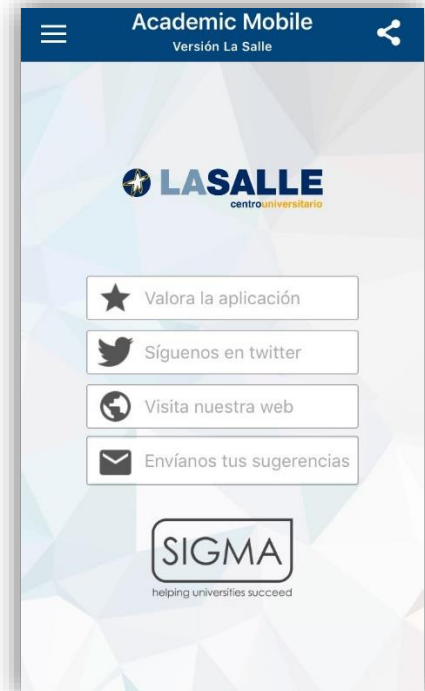 Academic Mobile
Versión La Salle
LASALLE
centrouniversitario
Valora la aplicación
Síguenos en twitter
Visita nuestra web
Envíanos tus sugerencias
SIGMA
helping universities succeed